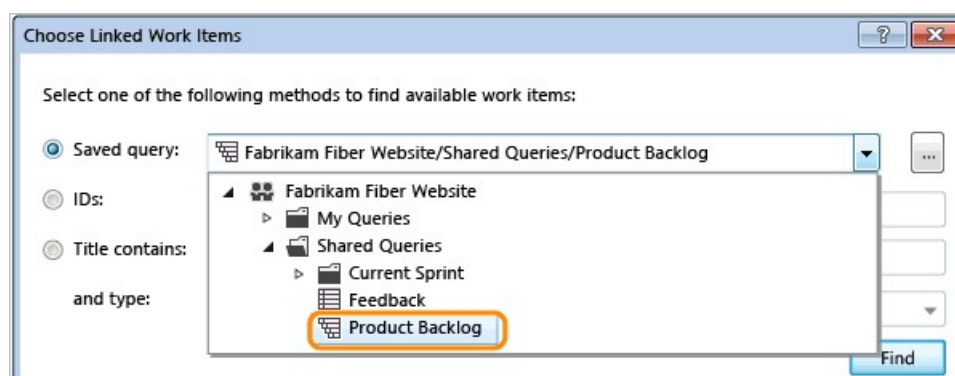 Choose Linked Work Items
Select one of the following methods to find available work items:
Saved query:
Fabrikam Fiber Website/Shared Queries/Product Backlog
...
IDs:
Fabrikam Fiber Website
My Queries
Title contains:
Shared Queries
Current Sprint
and type:
Feedback
Product Backlog
Find